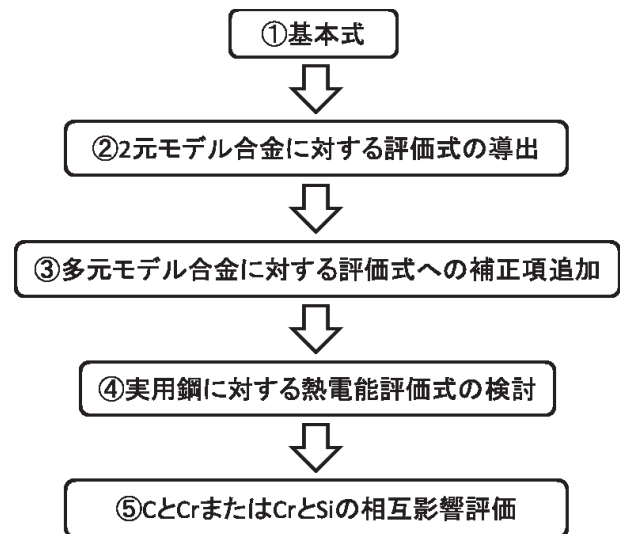 ①基本式
②2元モデル合金に対する評価式の導出
③多元モデル合金に対する評価式への補正項追加
④実用鋼に対する熱電能評価式の検討
⑤CとCrまたはCrとSiの相互影響評価